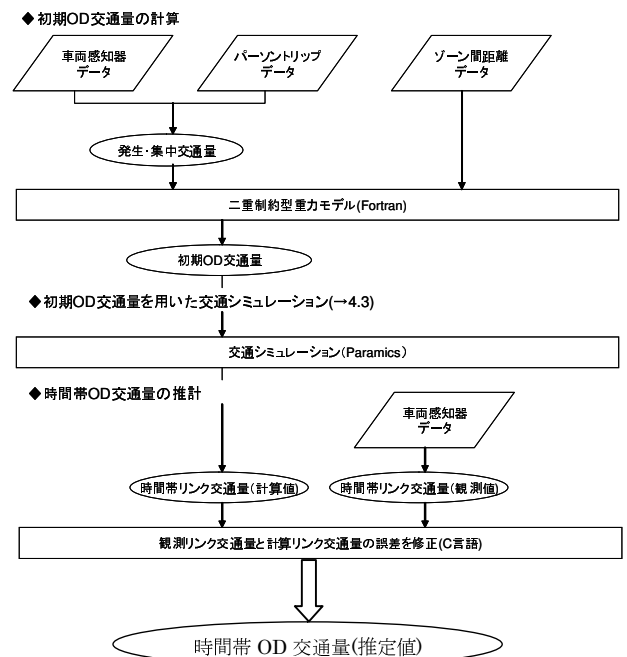 ◆初期OD交通量の計算
車両感知器
データ
パーソントリップ
データ
ゾーン間距離
データ
発生・集中交通量
二重制約型重力モデル(Fortran)
初期OD交通量
◆初期OD交通量を用いた交通シミュレーション(→4.3)
交通シミュレーション(Paramics)
◆時間帯OD交通量の推計
車両感知器
データ
時間帯リンク交通量(計算値)
時間帯リンク交通量(観測値)
観測リンク交通量と計算リンク交通量の誤差を修正(C言語)
時間帯 OD 交通量(推定値)